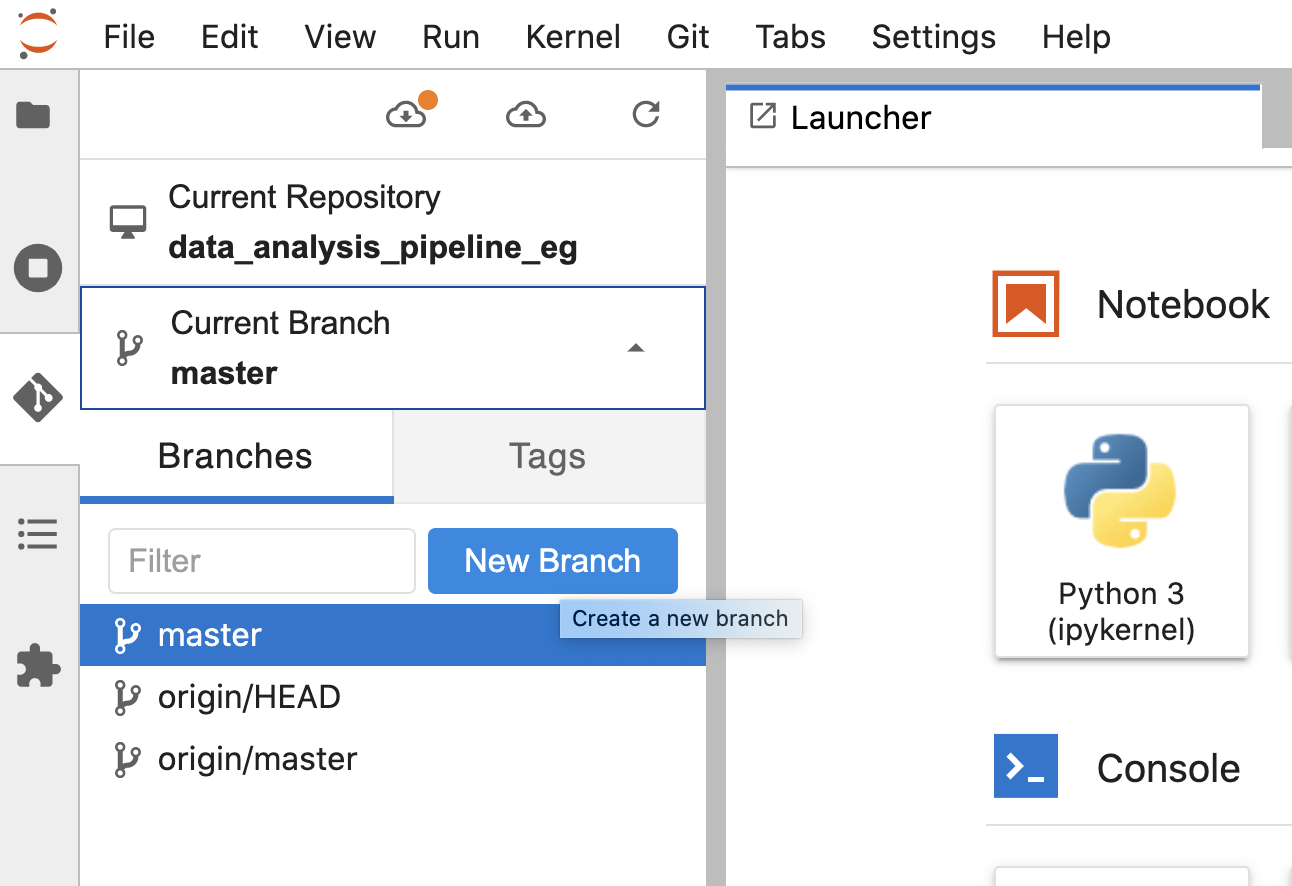 File Edit View Run Kernel Git Tabs Settings Help
Launcher
Current Repository
data_analysis_pipeline_eg
Current Branch
master
Branches Tags
Filter New Branch
Create a new branch
master
origin/HEAD
origin/master
Notebook
Python 3
(ipykernel)
Console